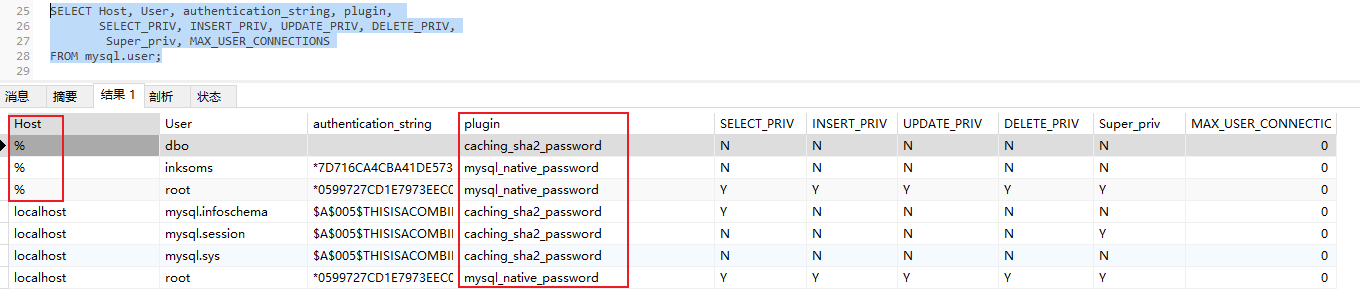 25 SELECT Host, User, authentication_string, plugin,
26 SELECT_PRIV, INSERT_PRIV, UPDATE_PRIV, DELETE_PRIV,
27 Super_priv, MAX_USER_CONNECTIONS
28 FROM mysql.user;
29
消息 摘要 结果 1 剖析 状态
Host User authentication_string plugin SELECT_PRIV INSERT_PRIV UPDATE_PRIV DELETE_PRIV Super_priv MAX_USER_CONNECTIC
% dbo caching_sha2_password N N N N N 0
% inksoms *7D716CA4CBA41DE573 mysql_native_password N N N N N 0
% root *0599727CD1E7973EEC0 mysql_native_password Y Y Y Y Y 0
localhost mysql.infoschema $A$005$THISISACOMBII caching_sha2_password Y N N N N 0
localhost mysql.session $A$005$THISISACOMBII caching_sha2_password N N N N Y 0
localhost mysql.sys $A$005$THISISACOMBII caching_sha2_password N N N N N 0
localhost root *0599727CD1E7973EEC0 mysql_native_password Y Y Y Y Y 0